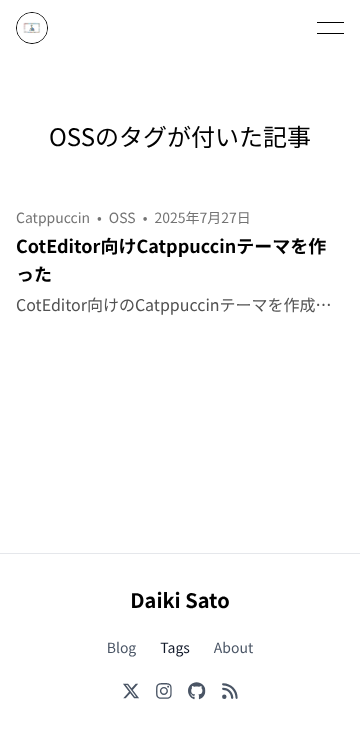 OSSのタグが付いた記事
Catppuccin • OSS • 2025年7月27日
CotEditor向けCatppuccinテーマを作
った
CotEditor向けのCatppuccinテーマを作成…
Daiki Sato
Blog Tags About